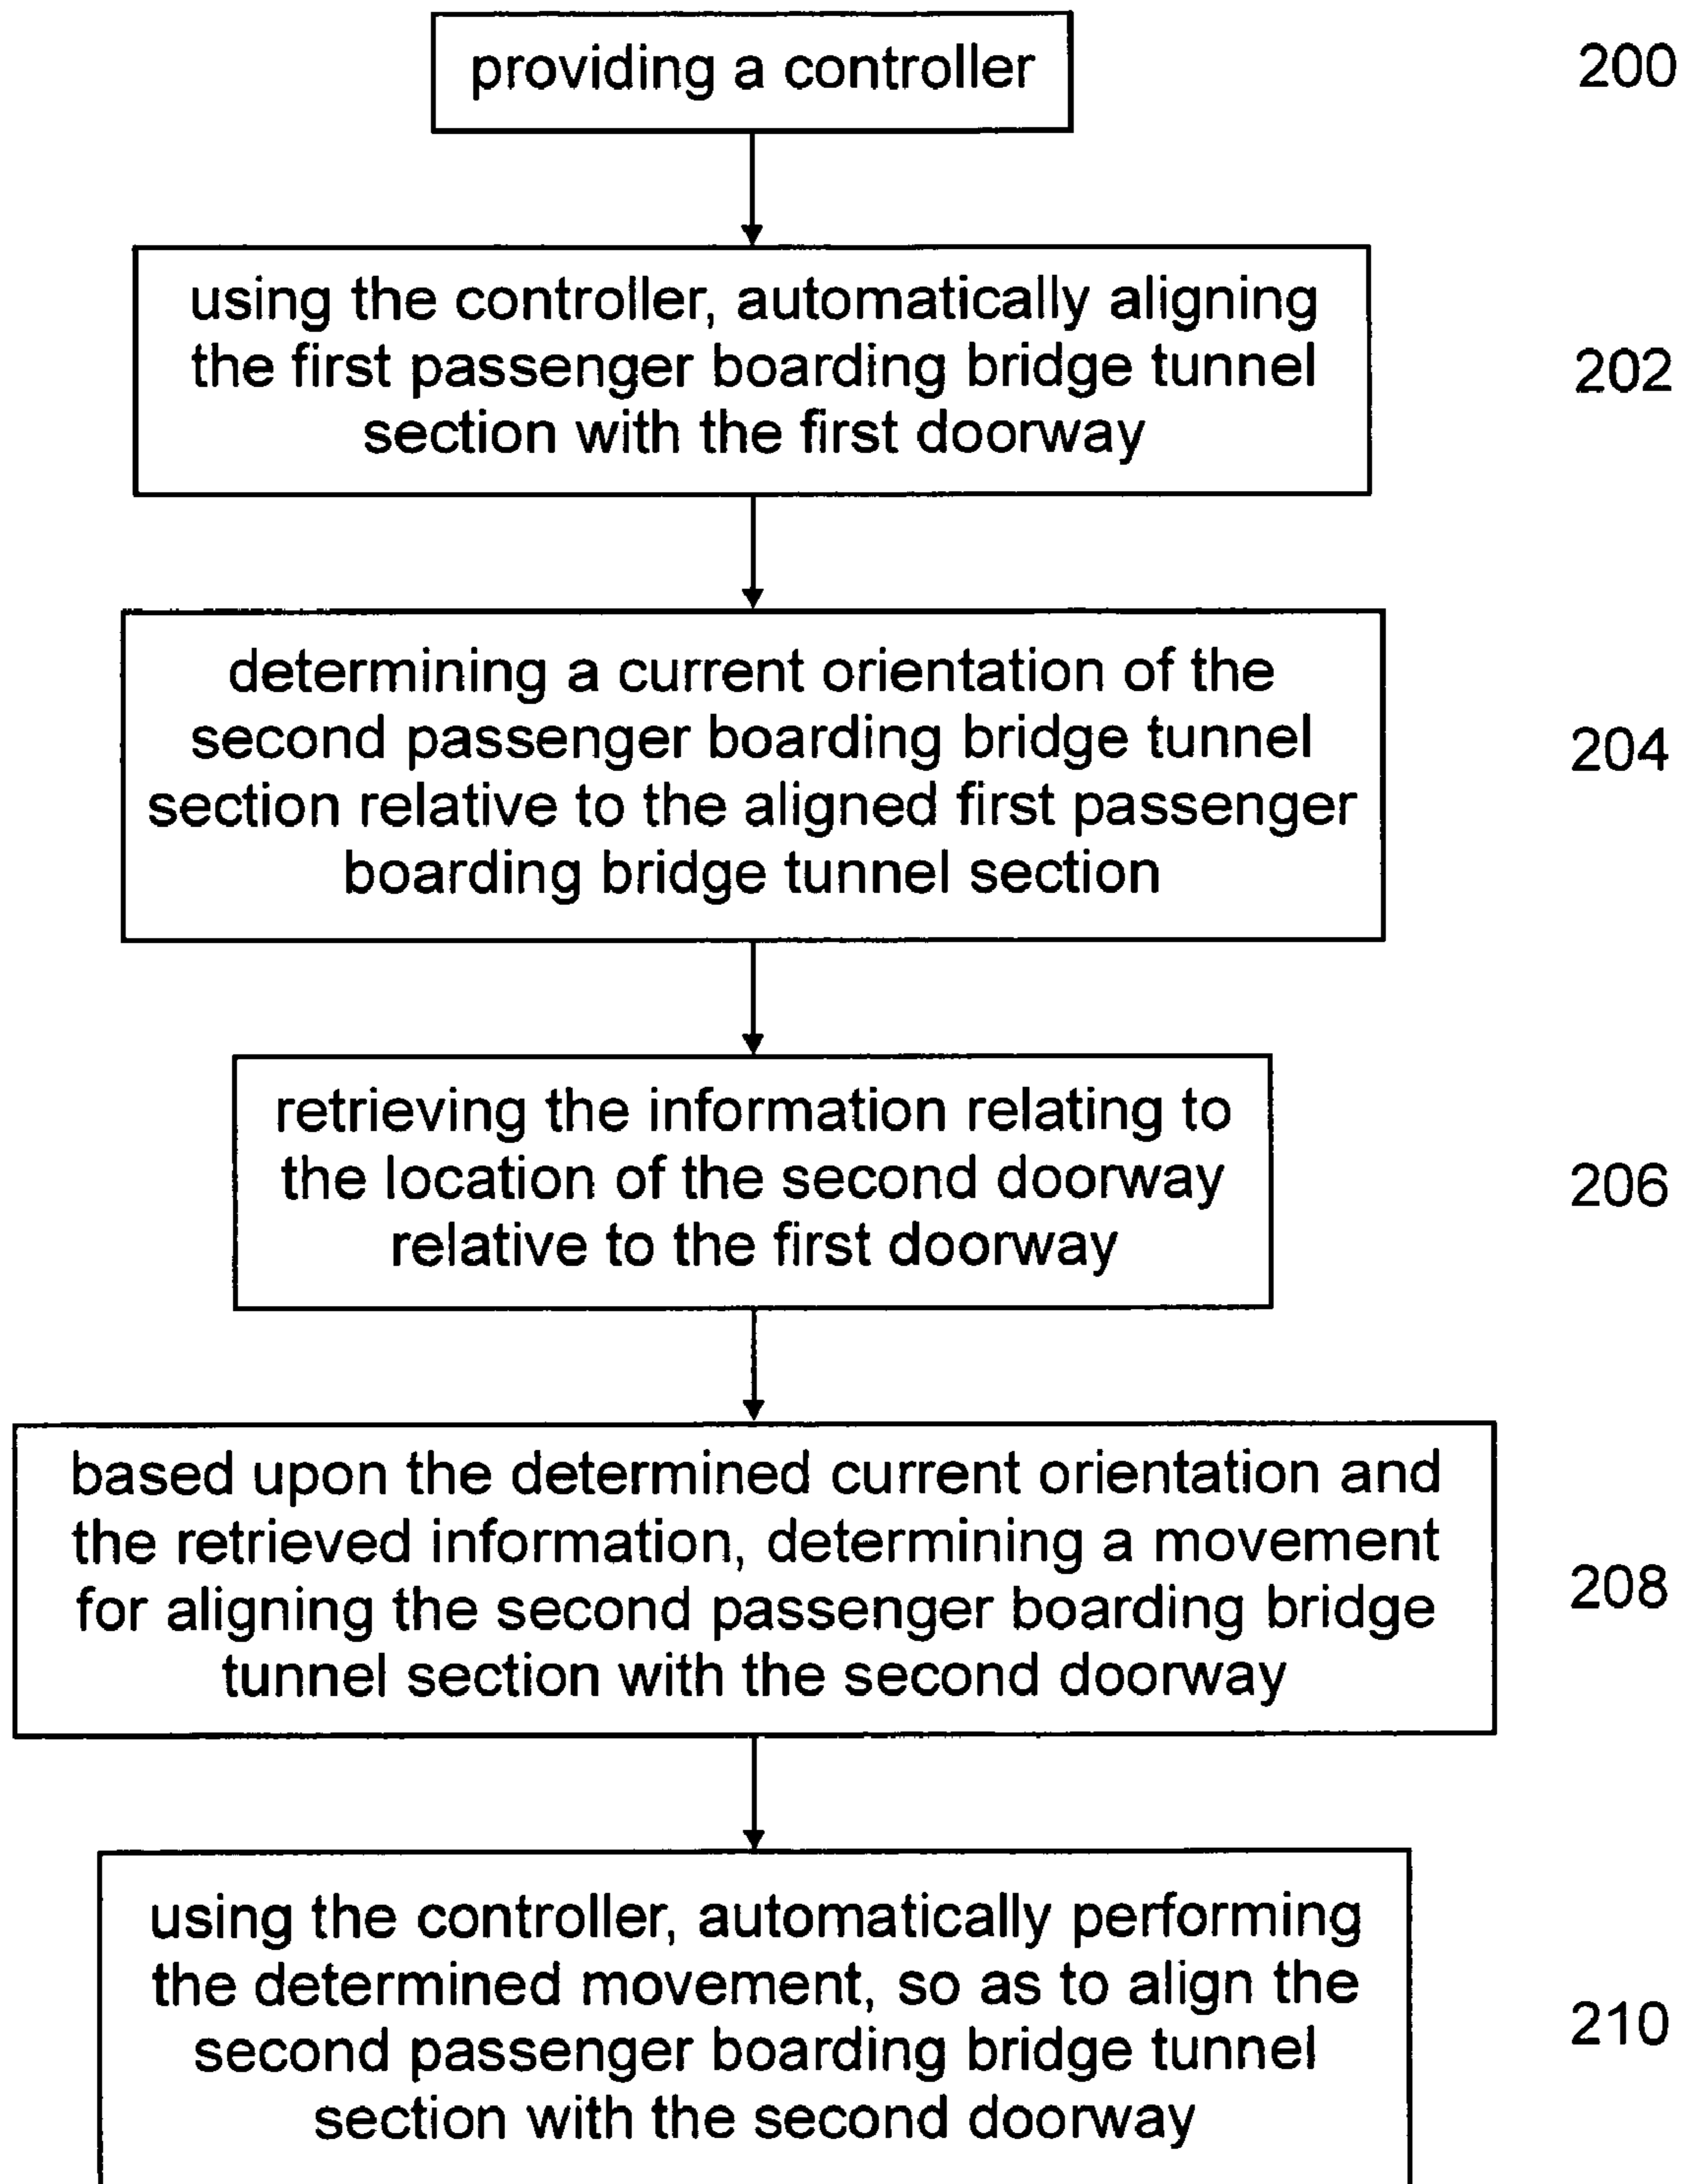 providing a controller
200
using the controller, automatically aligning
the first passenger boarding bridge tunnel
section with the first doorway
202
determining a current orientation of the
second passenger boarding bridge tunnel
section relative to the aligned first passenger
boarding bridge tunnel section
204
retrieving the information relating to
the location of the second doorway
relative to the first doorway
206
based upon the determined current orientation and
the retrieved information, determining a movement
for aligning the second passenger boarding bridge
tunnel section with the second doorway
208
using the controller, automatically performing
the determined movement, so as to align the
second passenger boarding bridge tunnel
section with the second doorway
210